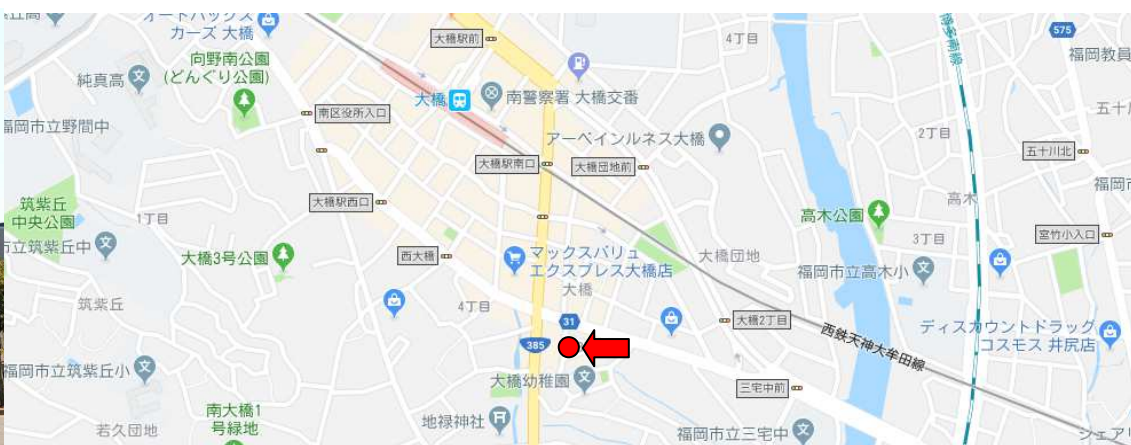 オートバックス
カーズ 大橋
向野南公園
(どんぐり公園)
純真高
大橋駅前
4丁目
575
福岡教員
博多南線
大橋
南警察署 大橋交番
南区役所入口
福岡市立野間中
アーベインルネス大橋
2丁目
五十川北
大橋駅南口
大橋団地前
筑紫丘
中央公園
1丁目
大橋駅西口
高木公園
高木
宮竹小入口
市立筑紫丘中
大橋3号公園
西大橋
マックスバリュ
エクスプレス大橋店
大橋
大橋団地
3丁目
福岡市立高木小
筑紫丘
4丁目
31
大橋2丁目
西鉄天神大牟田線
ディスカウントドラッグ
コスモス 井尻店
385
福岡市立筑紫丘小
大橋幼稚園
三宅中前
南大橋1
号緑地
若久団地
地禄神社
福岡市立三宅中